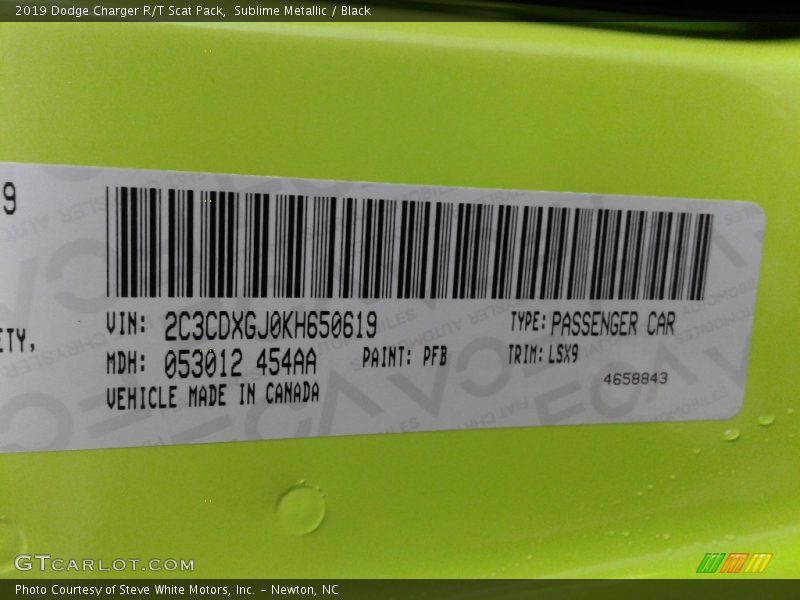 2019 Dodge Charger R/T Scat Pack, Sublime Metallic / Black
9
ETY,
VIN: 2C3CDXGJ0KH650619
TYPE: PASSENGER CAR
MDH: 053012 454AA
PAINT: PFB
TRIM: LSX9
VEHICLE MADE IN CANADA
4658843
GTCARLOT.COM
Photo Courtesy of Steve White Motors, Inc. – Newton, NC